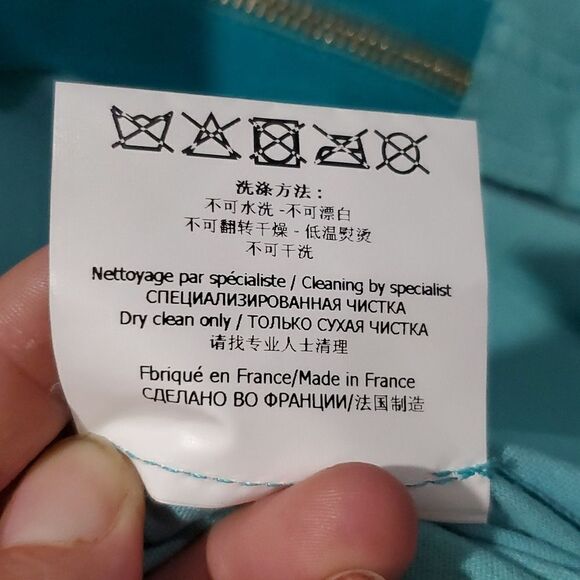 洗涤方法：
不可水洗 -不可漂白
不可翻转干燥 - 低温熨烫
不可干洗
Nettoyage par spécialiste / Cleaning by specialist
СПЕЦИАЛИЗИРОВАННАЯ ЧИСТКА
Dry clean only / ТОЛЬКО СУХАЯ ЧИСТКА
请找专业人士清理
Fbriqué en France/Made in France
СДЕЛАНО ВО ФРАНЦИИ/法国制造